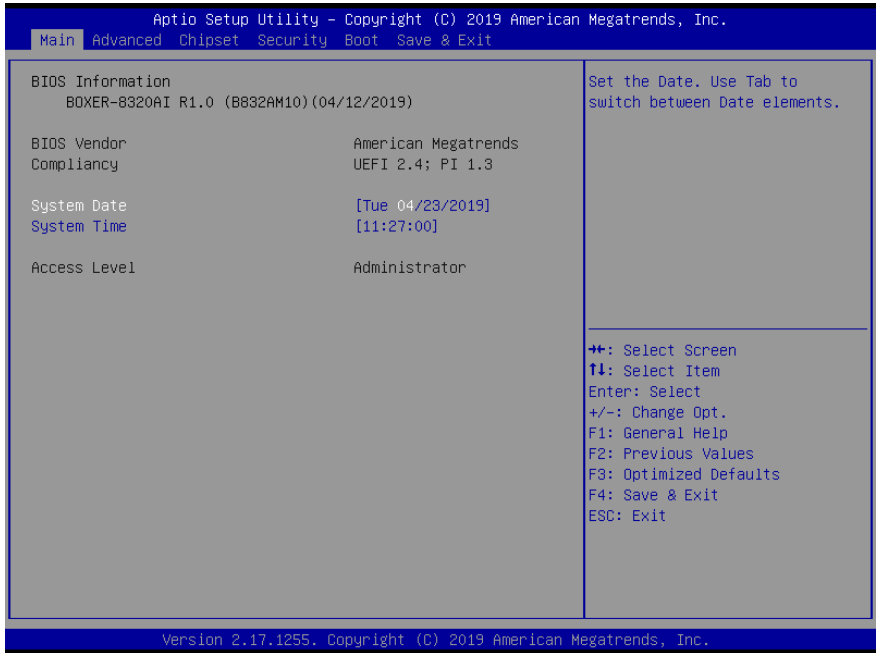 Aptio Setup Utility – Copyright (C) 2019 American Megatrends, Inc.
Main Advanced Chipset Security Boot Save & Exit
BIOS Information
BOXER-8320AI R1.0 (B832AM10)(04/12/2019)
BIOS Vendor American Megatrends
Compliancy UEFI 2.4; PI 1.3
System Date [Tue 04/23/2019]
System Time [11:27:00]
Access Level Administrator
Set the Date. Use Tab to
switch between Date elements.
→←: Select Screen
↑↓: Select Item
Enter: Select
+/-: Change Opt.
F1: General Help
F2: Previous Values
F3: Optimized Defaults
F4: Save & Exit
ESC: Exit
Version 2.17.1255. Copyright (C) 2019 American Megatrends, Inc.